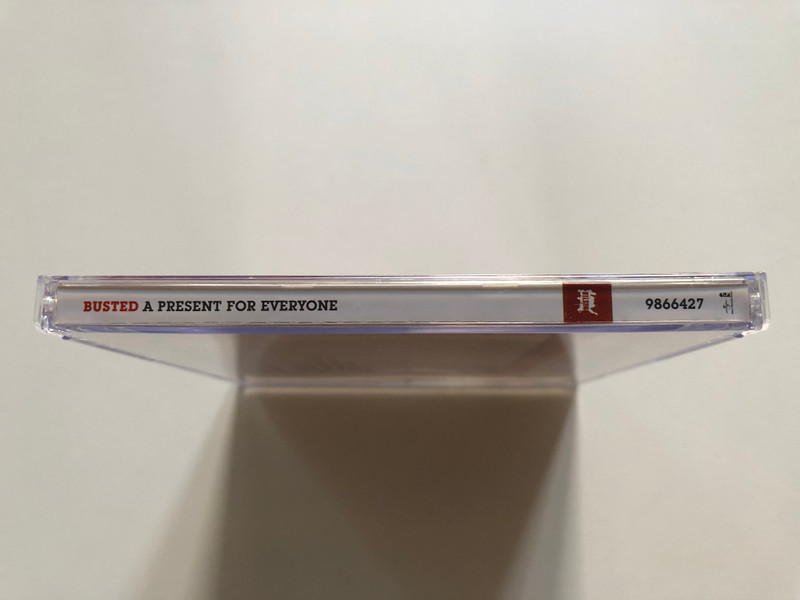 BUSTED A PRESENT FOR EVERYONE
9866427